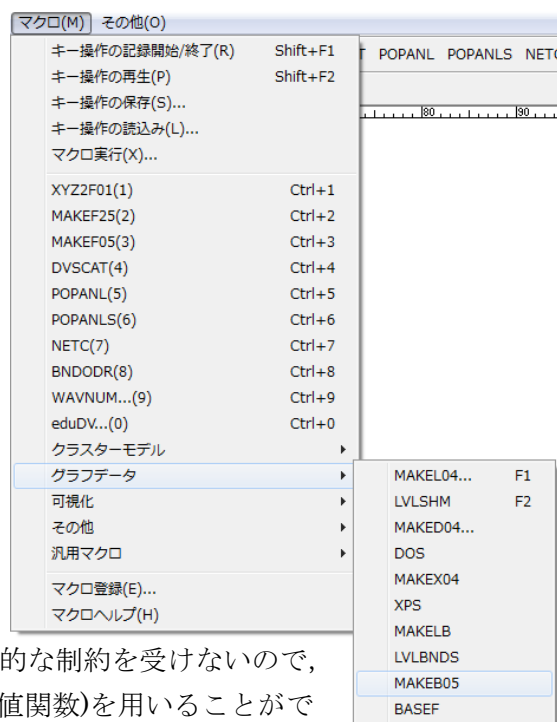 マクロ(M) その他(O)
キー操作の記録開始/終了(R) Shift+F1
キー操作の再生(P) Shift+F2
キー操作の保存(S)...
キー操作の読込み(L)...
マクロ実行(X)...
XYZ2F01(1) Ctrl+1
MAKEF25(2) Ctrl+2
MAKEF05(3) Ctrl+3
DVSCAT(4) Ctrl+4
POPANL(5) Ctrl+5
POPANLS(6) Ctrl+6
NETC(7) Ctrl+7
BNDODR(8) Ctrl+8
WAVNUM...(9) Ctrl+9
eduDV...(0) Ctrl+0
クラスターモデル
グラフデータ
可視化
その他
汎用マクロ
マクロ登録(E)...
マクロヘルプ(H)
T POPANL POPANLS NETC
80 90
MAKEL04... F1
LVLSHM F2
MAKED04...
DOS
MAKEX04
XPS
MAKELB
LVLBNDS
MAKEB05
BASEF
的な制約を受けないので,
値関数)を用いることがで